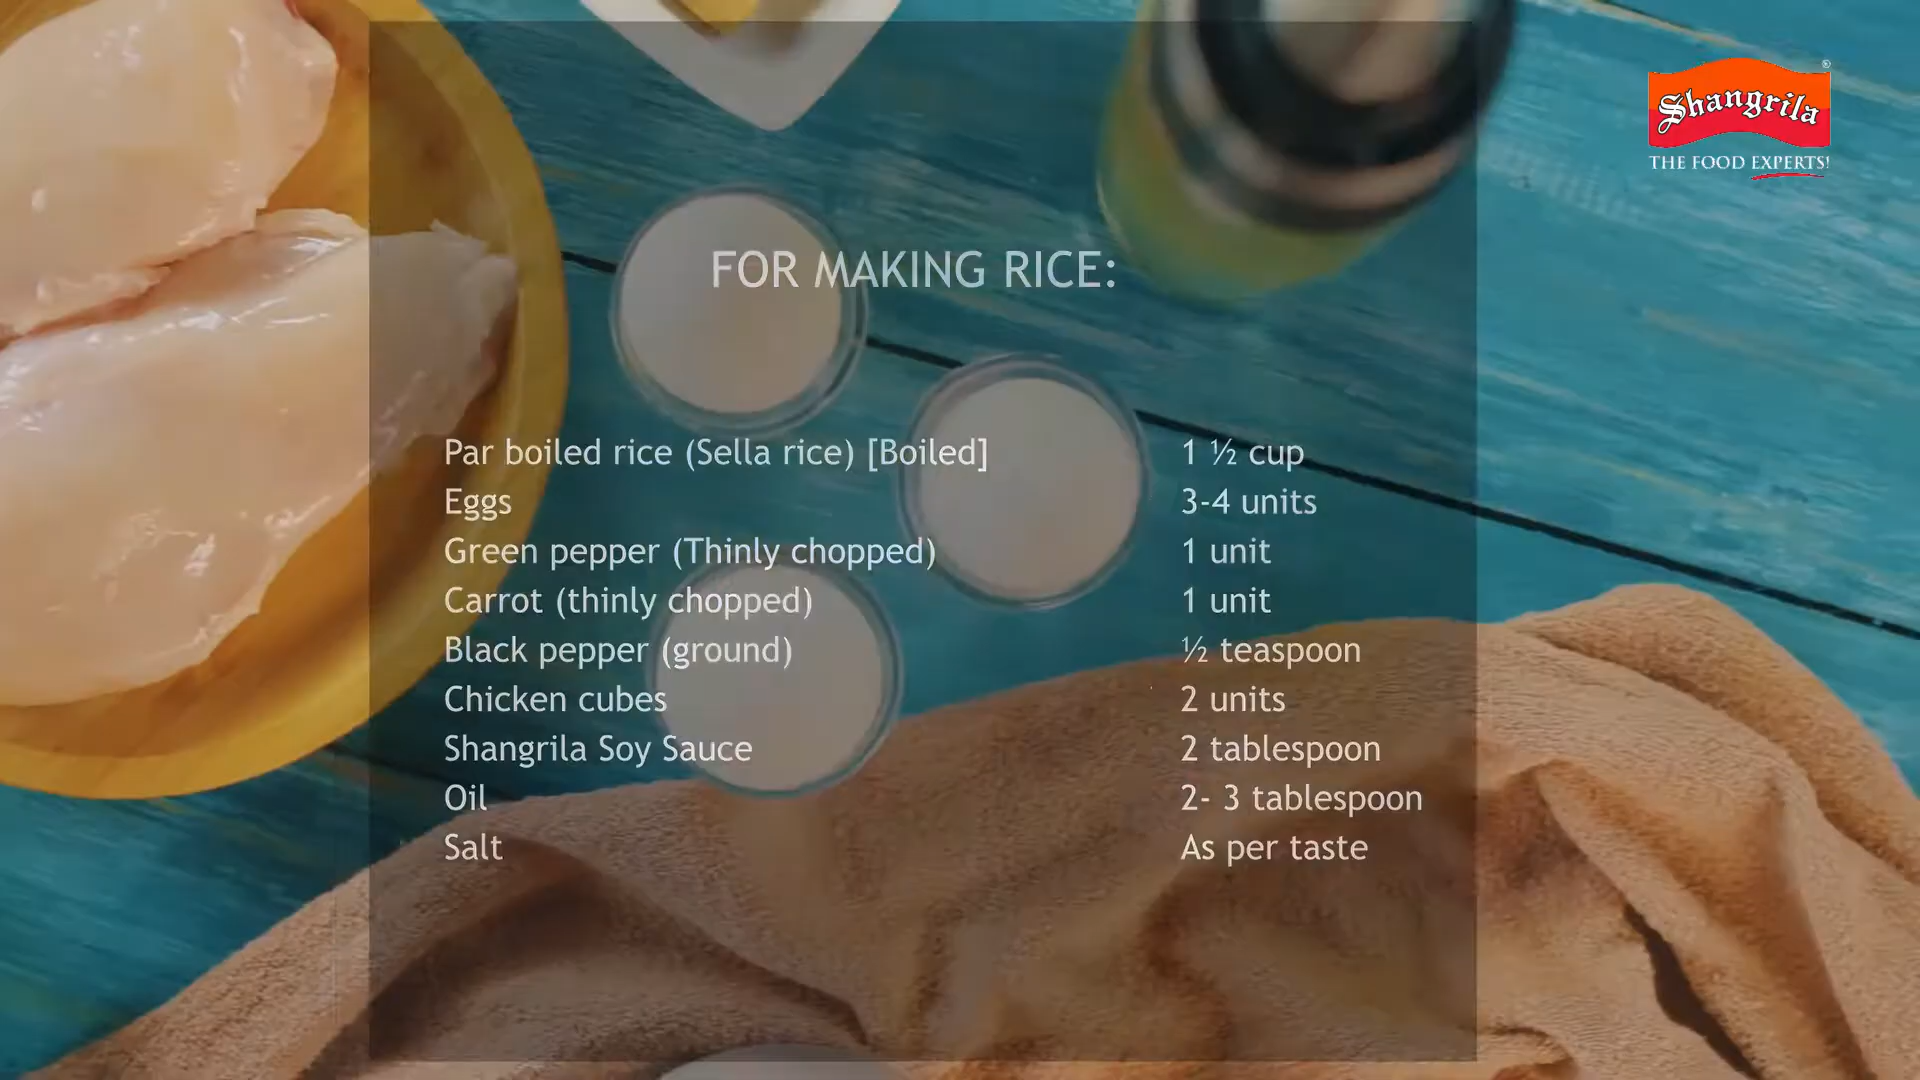 Shangrila ®
THE FOOD EXPERTS!
FOR MAKING RICE:
Par boiled rice (Sella rice) [Boiled] 1 ½ cup
Eggs 3-4 units
Green pepper (Thinly chopped) 1 unit
Carrot (thinly chopped) 1 unit
Black pepper (ground) ½ teaspoon
Chicken cubes 2 units
Shangrila Soy Sauce 2 tablespoon
Oil 2- 3 tablespoon
Salt As per taste